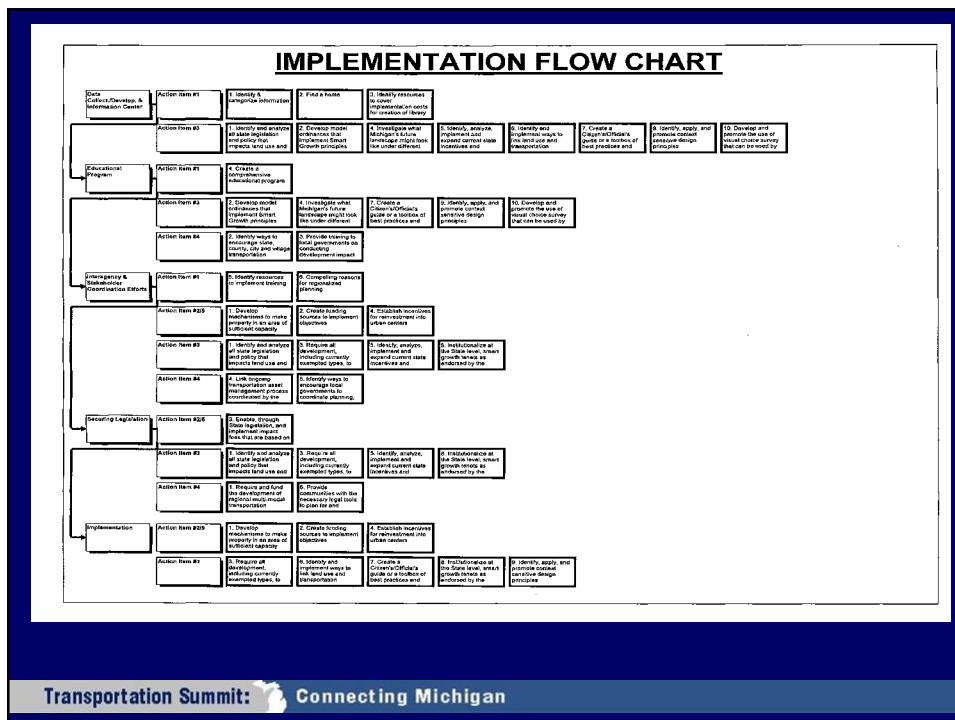 IMPLEMENTATION FLOW CHART
Data
Collect./Develop, &
Information Center
Action Item #1
1. Identify &
categorize information
2. Find a home
3. Identify resources
to cover
implementation costs
for creation of library
Action Item #3
1. Identify and analyze
all state legislation
and policy that
impacts land use and
2. Develop model
ordinances that
implement Smart
Growth principles
4. Investigate what
Michigan's future
landscape might look
like under different
5. Identify, analyze,
implement and
expand current state
incentives and
6. Identify and
implement ways to
link land use and
transportation
7. Create a
Citizen's/Official's
guide or a toolbox of
best practices and
9. Identify, apply, and
promote context
sensitive design
principles
10. Develop and
promote the use of
visual choice survey
that can be used by
Educational
Program
Action Item #1
4. Create a
comprehensive
educational program
Action Item #3
2. Develop model
ordinances that
implement Smart
Growth principles
4. Investigate what
Michigan's future
landscape might look
like under different
7. Create a
Citizen's/Official's
guide or a toolbox of
best practices and
9. Identify, apply, and
promote context
sensitive design
principles
10. Develop and
promote the use of
visual choice survey
that can be used by
Action Item #4
2. Identify ways to
encourage state,
county, city and village
transportation
3. Provide training to
local governments on
conducting
development impact
Interagency &
Stakeholder
Coordination Efforts
Action Item #1
5. Identify resources
to implement training
6. Compelling reasons
for regionalized
planning
Action Item #2/5
1. Develop
mechanisms to make
property in an area of
sufficient capacity
2. Create funding
sources to implement
objectives
4. Establish incentives
for reinvestment into
urban centers
Action Item #3
1. Identify and analyze
all state legislation
and policy that
impacts land use and
3. Require all
development,
including currently
exempted types, to
5. Identify, analyze,
implement and
expand current state
incentives and
8. Institutionalize at
the State level, smart
growth tenets as
endorsed by the
Action Item #4
4. Link ongoing
transportation asset
management process
coordinated by the
5. Identify ways to
encourage local
governments to
coordinate planning,
Securing Legislation
Action Item #2/5
3. Enable, through
State legislation, and
implement impact
fees that are based on
Action Item #3
1. Identify and analyze
all state legislation
and policy that
impacts land use and
3. Require all
development,
including currently
exempted types, to
5. Identify, analyze,
implement and
expand current state
incentives and
8. Institutionalize at
the State level, smart
growth tenets as
endorsed by the
Action Item #4
1. Require and fund
the development of
regional multi-modal
transportation
6. Provide
communities with the
necessary legal tools
to plan for and
Implementation
Action Item #2/5
1. Develop
mechanisms to make
property in an area of
sufficient capacity
2. Create funding
sources to implement
objectives
4. Establish incentives
for reinvestment into
urban centers
Action Item #3
3. Require all
development,
including currently
exempted types, to
6. Identify and
implement ways to
link land use and
transportation
7. Create a
Citizen's/Official's
guide or a toolbox of
best practices and
8. Institutionalize at
the State level, smart
growth tenets as
endorsed by the
9. Identify, apply, and
promote context
sensitive design
principles
Transportation Summit: Connecting Michigan